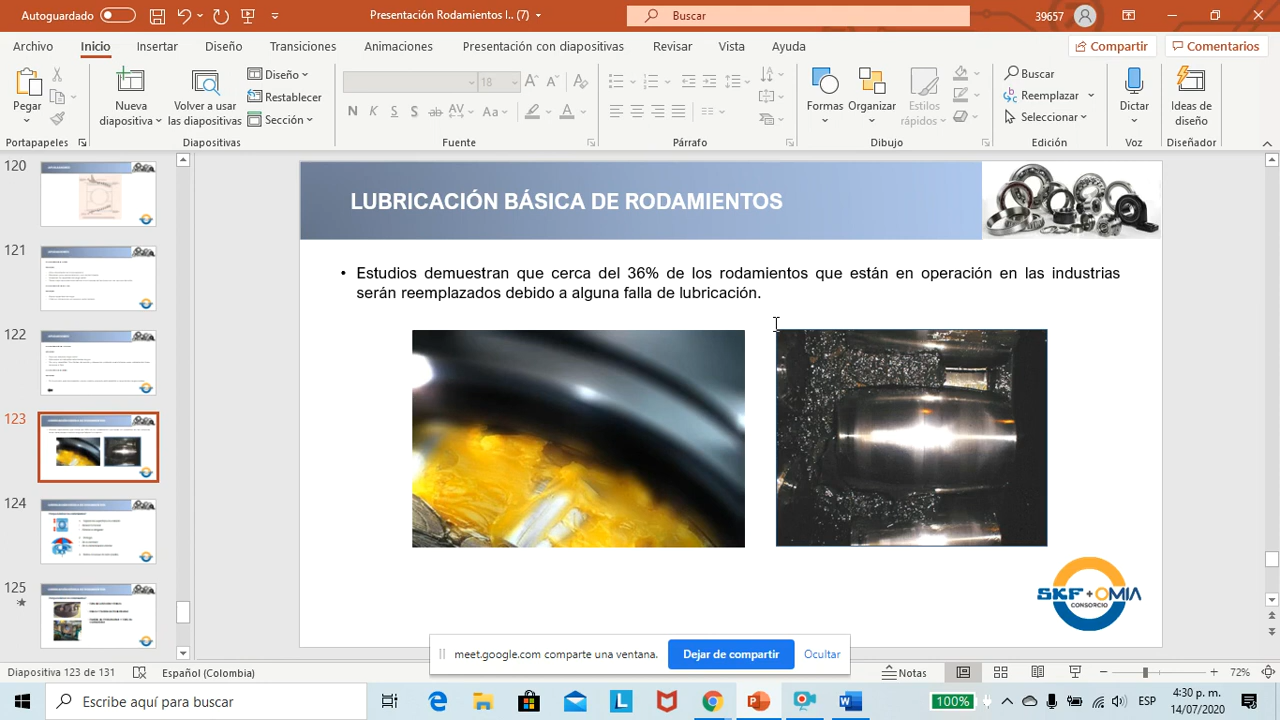 Autoguardado
Presentación Rodamientos I.. (7)
Buscar
39657
Archivo
Inicio
Insertar
Diseño
Transiciones
Animaciones
Presentación con diapositivas
Revisar
Vista
Ayuda
Compartir
Comentarios
Pegar
Nueva diapositiva
Volver a usar las diapositivas
Diseño
Restablecer
Sección
18
N K S S ab AV Aa A
Formas
Organizar
Estilos rápidos
Buscar
Reemplazar
Seleccionar
Dictar
Ideas de diseño
Portapapeles
Diapositivas
Fuente
Párrafo
Dibujo
Edición
Voz
Diseñador
120
121
122
123
124
125
LUBRICACIÓN BÁSICA DE RODAMIENTOS
• Estudios demuestran que cerca del 36% de los rodamientos que están en operación en las industrias
serán reemplazados debido a alguna falla de lubricación.
SKF + OMIA
CONSORCIO
meet.google.com comparte una ventana.
Dejar de compartir
Ocultar
Diapositiva 123 de 131
Español (Colombia)
Notas
72%
Escribe aquí para buscar
100%
ESP
4:30 p. m.
14/07/2020